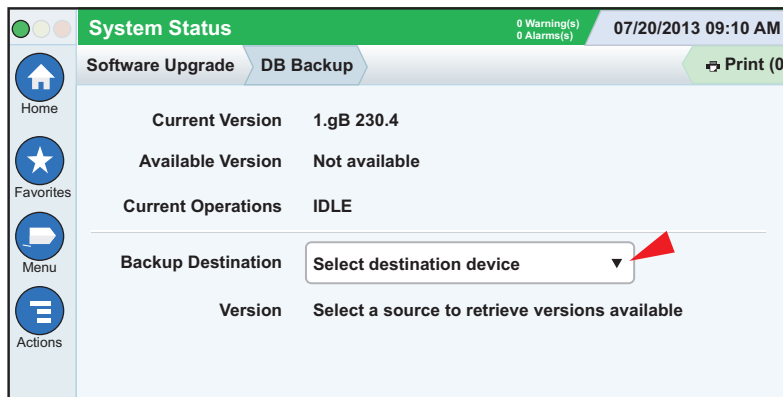 System Status
0 Warning(s)
0 Alarms(s)
07/20/2013 09:10 AM
Software Upgrade
DB Backup
Print (0
Home
Favorites
Menu
Actions
Current Version 1.gB 230.4
Available Version Not available
Current Operations IDLE
Backup Destination Select destination device
Version Select a source to retrieve versions available